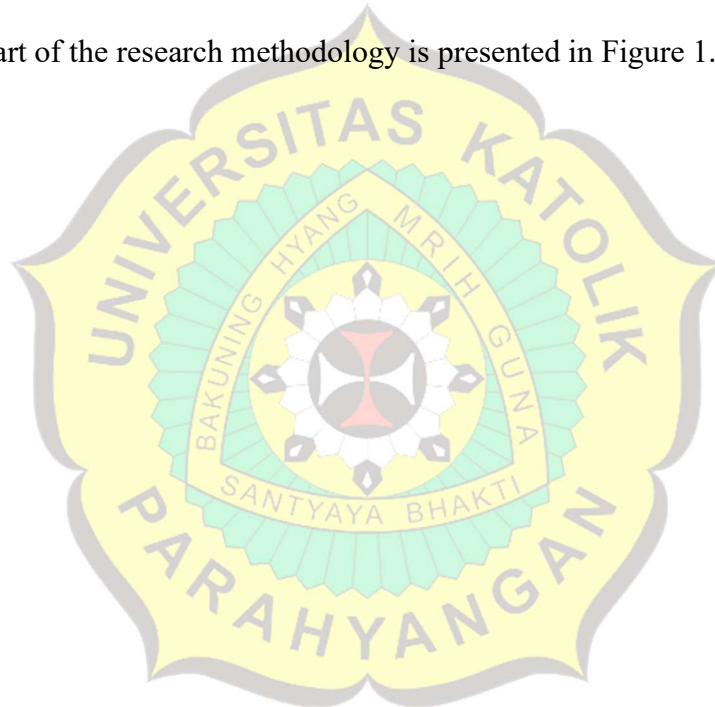 art of the research methodology is presented in Figure 1.
UNIVERSITAS KATOLIK
BAKUNING HYANG MRIH GUNA
SANTYAYA BHAKTI
PARAHYANGAN